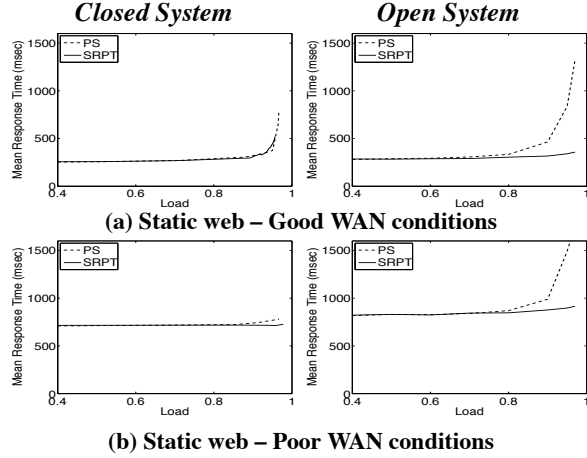 Closed System
Open System
Mean Response Time (msec)
1500
1000
500
0
PS
SRPT
0.4
0.6
0.8
1
Load
Mean Response Time (msec)
1500
1000
500
0
PS
SRPT
0.4
0.6
0.8
1
Load
(a) Static web – Good WAN conditions
Mean Response Time (msec)
1500
1000
500
0
PS
SRPT
0.4
0.6
0.8
1
Load
Mean Response Time (msec)
1500
1000
500
0
PS
SRPT
0.4
0.6
0.8
1
Load
(b) Static web – Poor WAN conditions